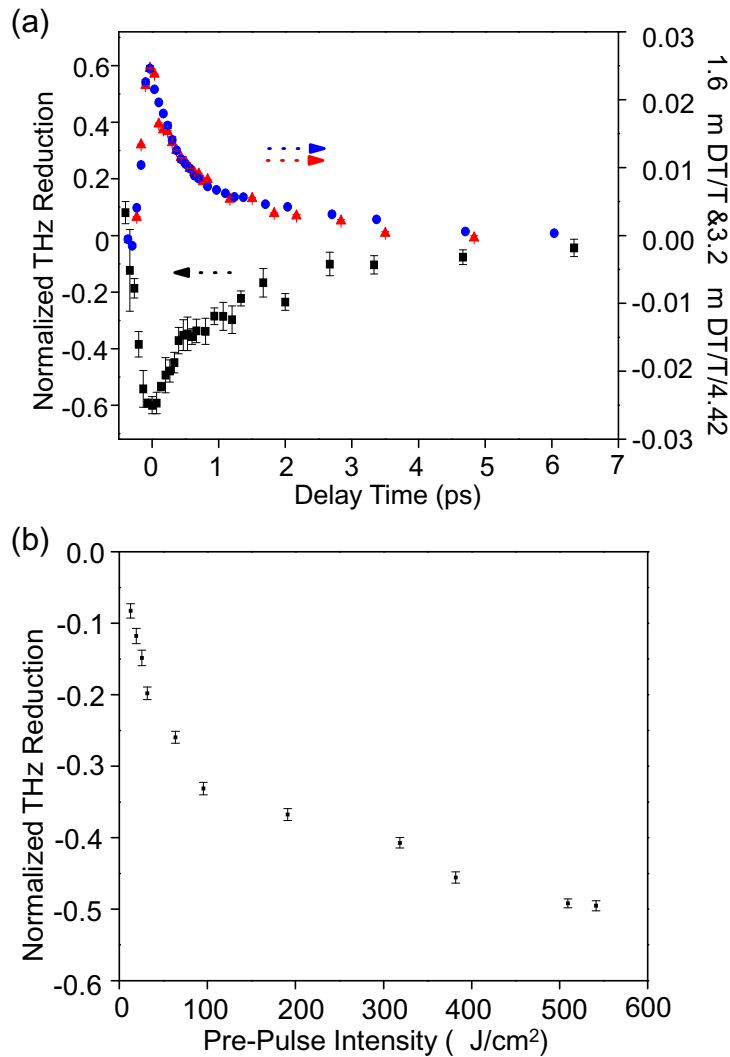 (a)
0.6
0.4
0.2
0
-0.2
-0.4
-0.6
Normalized THz Reduction
0.03
0.02
0.01
0.00
-0.01
-0.02
-0.03
1.6 m DT/T &3.2 m DT/T/4.42
0 1 2 3 4 5 6 7
Delay Time (ps)
(b)
0.0
-0.1
-0.2
-0.3
-0.4
-0.5
-0.6
Normalized THz Reduction
0 100 200 300 400 500 600
Pre-Pulse Intensity ( J/cm²)